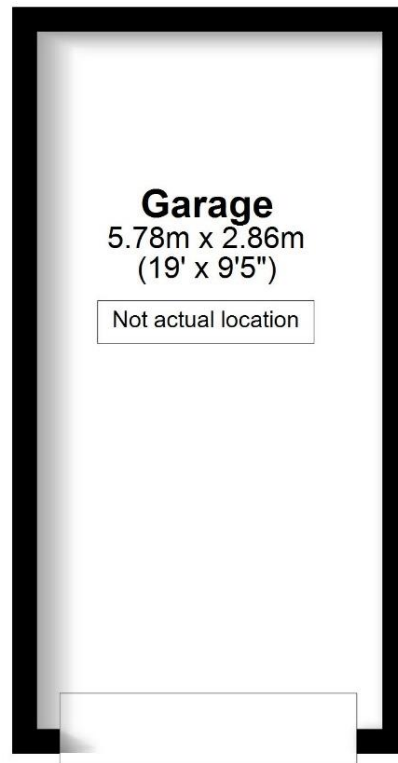 Garage
5.78m x 2.86m
(19' x 9'5")
Not actual location